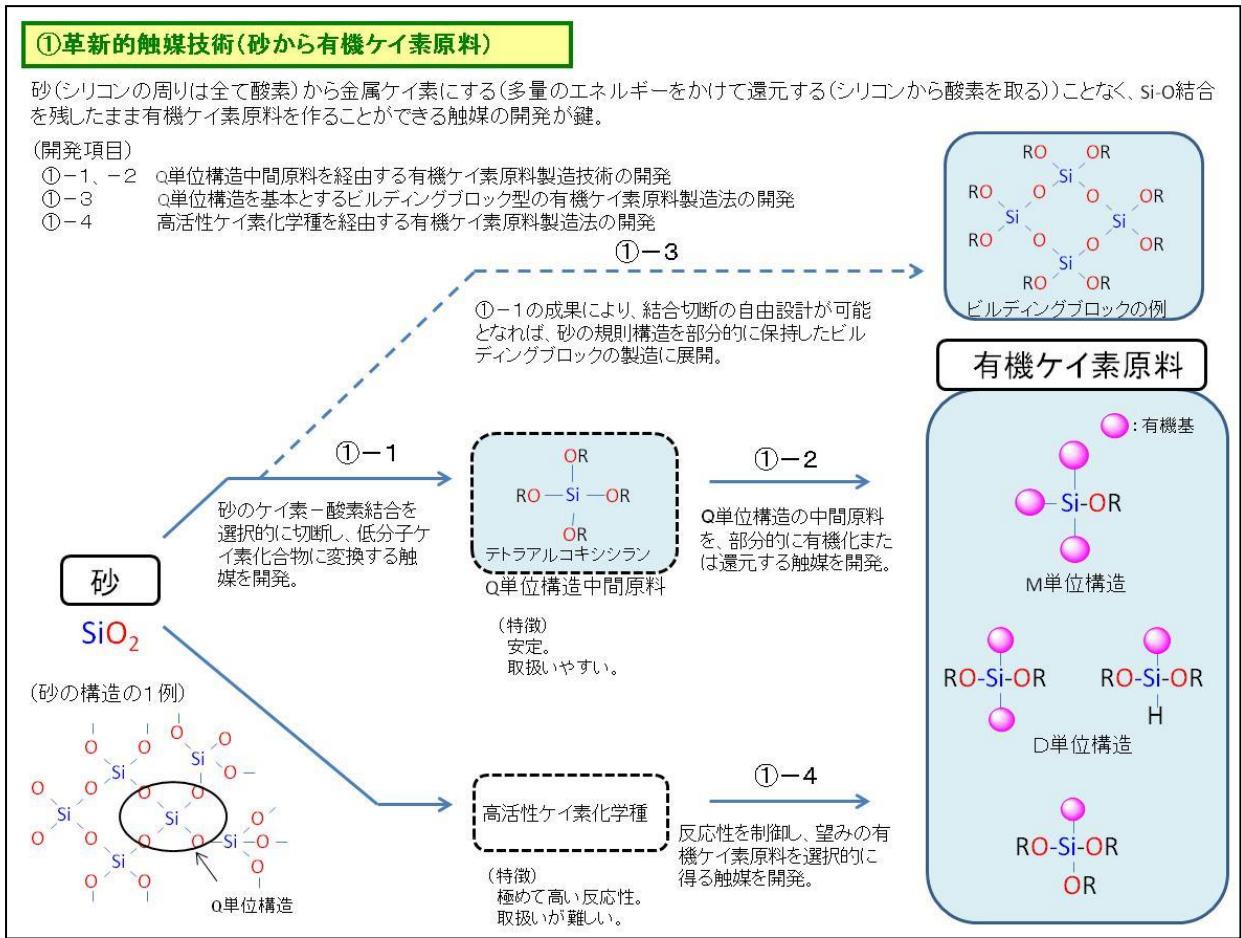 ①革新的触媒技術(砂から有機ケイ素原料)
砂(シリコンの周りは全て酸素)から金属ケイ素にする(多量のエネルギーをかけて還元する(シリコンから酸素を取る))ことなく、Si-O結合
を残したまま有機ケイ素原料を作ることができる触媒の開発が鍵。
(開発項目)
①-1、-2 Q単位構造中間原料を経由する有機ケイ素原料製造技術の開発
①-3 Q単位構造を基本とするビルディングブロック型の有機ケイ素原料製造法の開発
①-4 高活性ケイ素化学種を経由する有機ケイ素原料製造法の開発
RO OR
Si
RO O O OR
Si Si
RO O O OR
Si
RO OR
ビルディングブロックの例
①-3
①-1の成果により、結合切断の自由設計が可能
となれば、砂の規則構造を部分的に保持したビル
ディングブロックの製造に展開。
有機ケイ素原料
:有機基
Si-OR
M単位構造
RO-Si-OR RO-Si-OR
H
D単位構造
RO-Si-OR
OR
①-1
砂のケイ素-酸素結合を
選択的に切断し、低分子ケ
イ素化合物に変換する触
媒を開発。
OR
RO-Si-OR
OR
テトラアルコキシシラン
Q単位構造中間原料
(特徴)
安定。
取扱いやすい。
①-2
Q単位構造の中間原料
を、部分的に有機化また
は還元する触媒を開発。
砂
SiO2
(砂の構造の1例)
O O O O
Si Si
O O O O
Si Si
O O O O Si O
Si
O O O
Q単位構造
高活性ケイ素化学種
(特徴)
極めて高い反応性。
取扱いが難しい。
①-4
反応性を制御し、望みの有
機ケイ素原料を選択的に
得る触媒を開発。